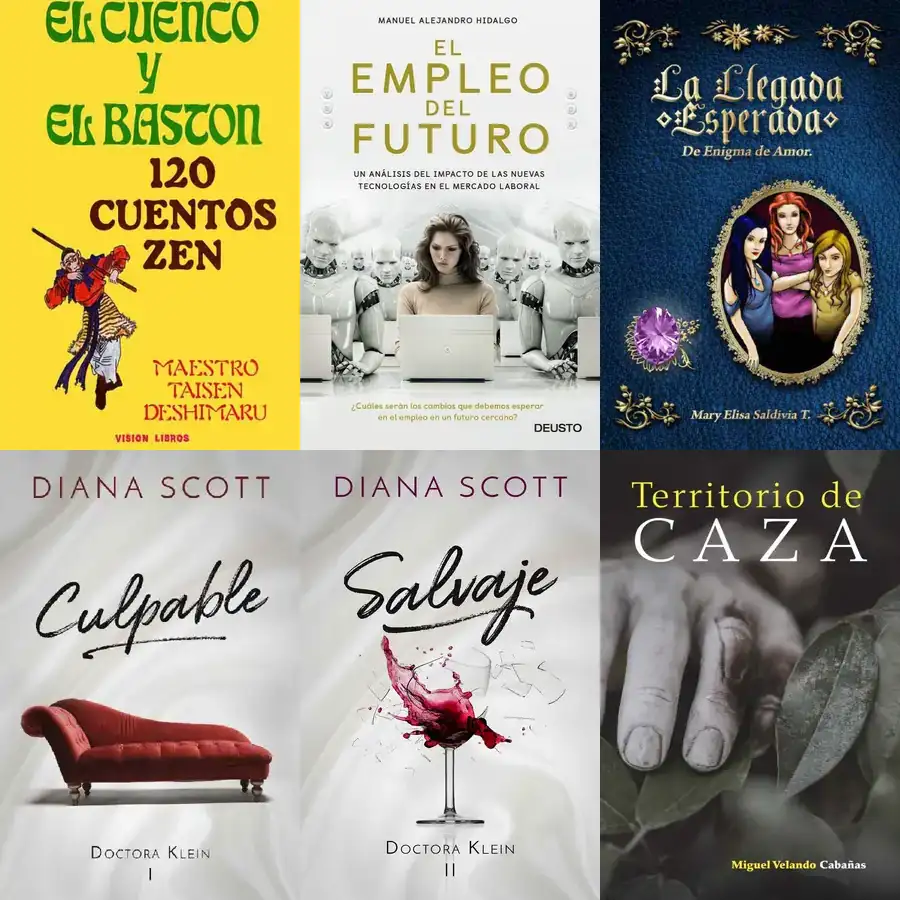 EL CUENCO
Y
EL BASTON
120
CUENTOS
ZEN
MAESTRO
TAISEN
DESHIMARU
VISION LIBROS
MANUEL ALEJANDRO HIDALGO
EL
EMPLEO
DEL
FUTURO
UN ANÁLISIS DEL IMPACTO DE LAS NUEVAS
TECNOLOGÍAS EN EL MERCADO LABORAL
¿Cuáles serán los cambios que debemos esperar
en el empleo en un futuro cercano?
DEUSTO
La Llegada
Esperada
De Enigma de Amor.
Mary Elisa Saldivia T.
DIANA SCOTT
Culpable
DOCTORA KLEIN
I
DIANA SCOTT
Salvaje
DOCTORA KLEIN
II
Territorio de
CAZA
Miguel Velando Cabañas